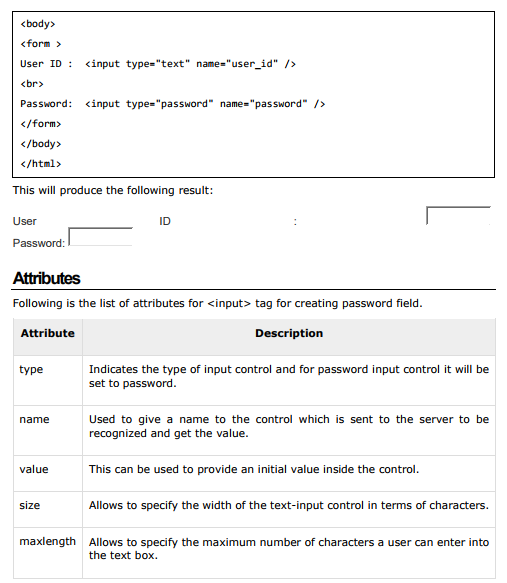 <body>
<form >
User ID :  <input type="text" name="user_id" />
<br>
Password:  <input type="password" name="password" />
</form>
</body>
</html>
This will produce the following result:
User ID :
Password:
Attributes
Following is the list of attributes for <input> tag for creating password field.
Attribute Description
type Indicates the type of input control and for password input control it will be
set to password.
name Used to give a name to the control which is sent to the server to be
recognized and get the value.
value This can be used to provide an initial value inside the control.
size Allows to specify the width of the text-input control in terms of characters.
maxlength Allows to specify the maximum number of characters a user can enter into
the text box.